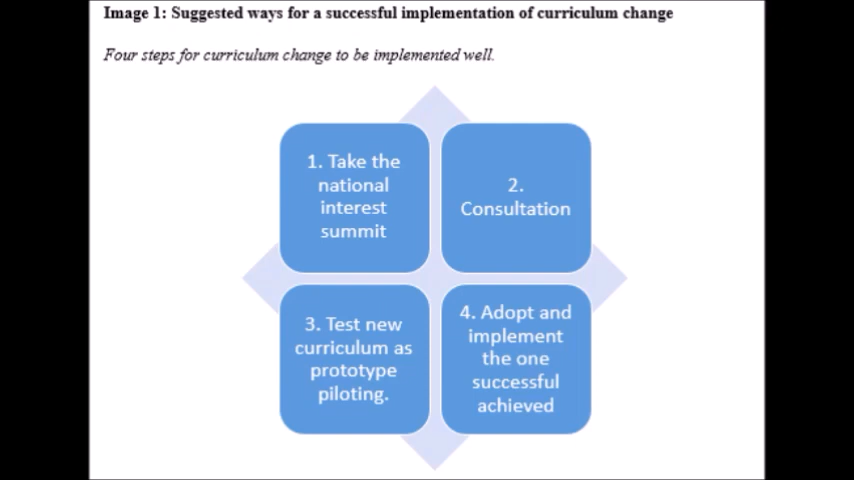 Image 1: Suggested ways for a successful implementation of curriculum change
Four steps for curriculum change to be implemented well.
1. Take the
national
interest
summit
2.
Consultation
3. Test new
curriculum as
prototype
piloting.
4. Adopt and
implement
the one
successful
achieved